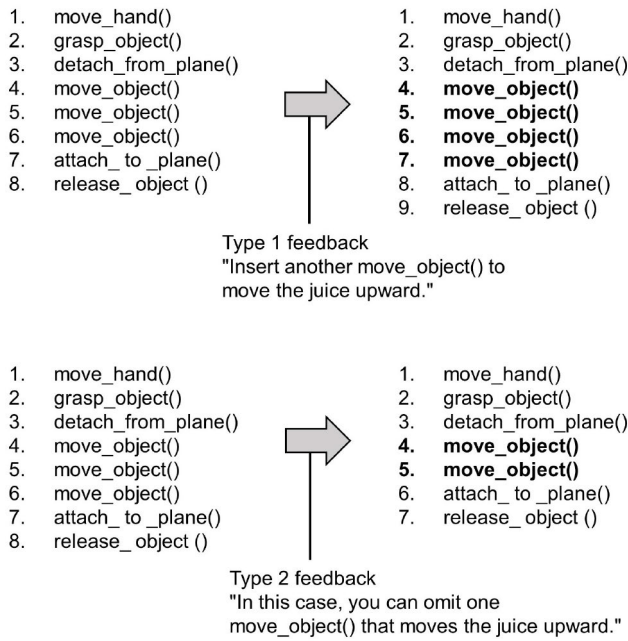 1. move_hand()
2. grasp_object()
3. detach_from_plane()
4. move_object()
5. move_object()
6. move_object()
7. attach_ to _plane()
8. release_ object ()
1. move_hand()
2. grasp_object()
3. detach_from_plane()
4. move_object()
5. move_object()
6. move_object()
7. move_object()
8. attach_ to _plane()
9. release_ object ()
Type 1 feedback
"Insert another move_object() to
move the juice upward."
1. move_hand()
2. grasp_object()
3. detach_from_plane()
4. move_object()
5. move_object()
6. move_object()
7. attach_ to _plane()
8. release_ object ()
1. move_hand()
2. grasp_object()
3. detach_from_plane()
4. move_object()
5. move_object()
6. attach_ to _plane()
7. release_ object ()
Type 2 feedback
"In this case, you can omit one
move_object() that moves the juice upward."